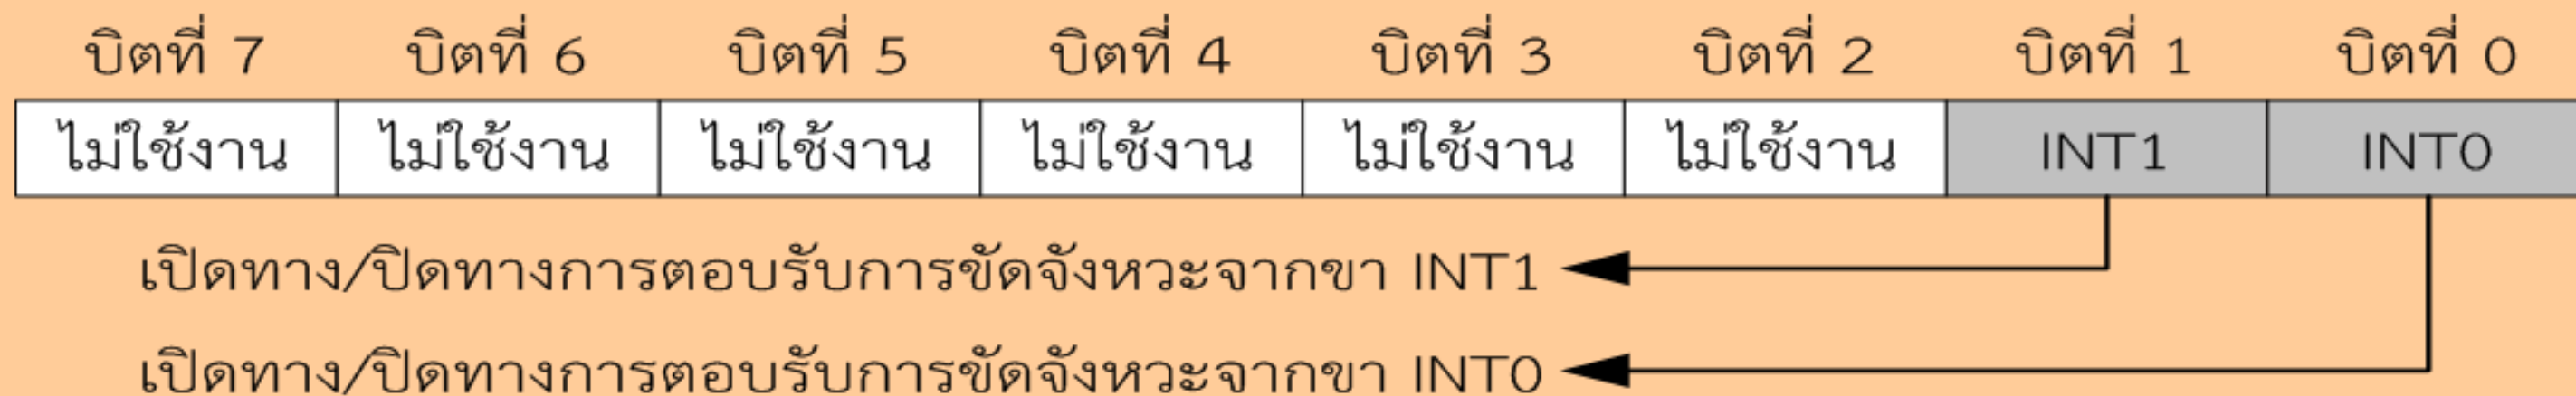 บิตที่ 7 บิตที่ 6 บิตที่ 5 บิตที่ 4 บิตที่ 3 บิตที่ 2 บิตที่ 1 บิตที่ 0
ไม่ใช้งาน ไม่ใช้งาน ไม่ใช้งาน ไม่ใช้งาน ไม่ใช้งาน ไม่ใช้งาน INT1 INT0
เปิดทาง/ปิดทางการตอบรับการขัดจังหวะจากขา INT1
เปิดทาง/ปิดทางการตอบรับการขัดจังหวะจากขา INT0